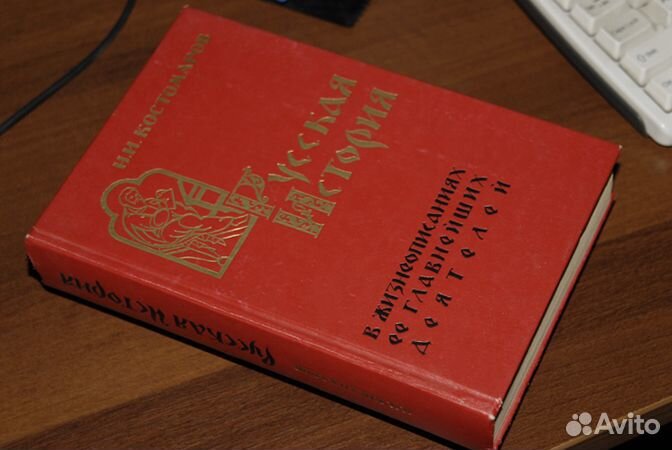 Н.И. КОСТОМАРОВ
Русская
История
В ЖИЗНЕОПИСАНИЯХ
ее ГЛАВНЕЙШИХ
деятелей
Русская История
Avito